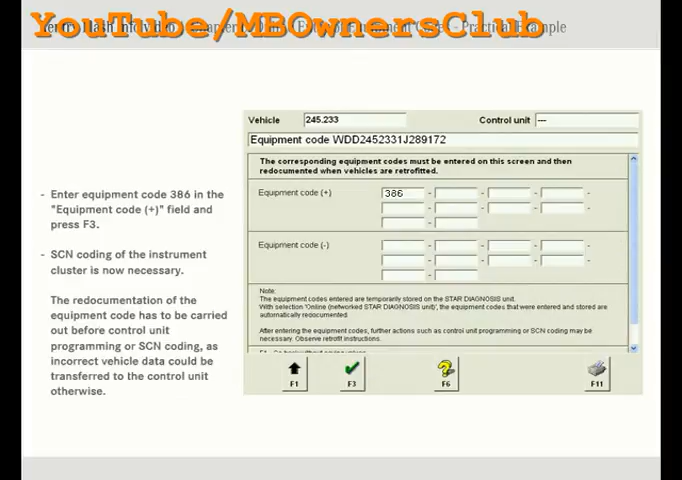 YouTube/MBOwnersClub
Practical Example
Vehicle 245.233 Control unit ---
Equipment code WDD2452331J289172
The corresponding equipment codes must be entered on this screen and then
redocumented when vehicles are retrofitted.
Equipment code (+) 386 - - - -
- - - -
-
Equipment code (-) - - - -
- - - -
-
Note:
The equipment codes entered are temporarily stored on the STAR DIAGNOSIS unit.
With selection 'Online (networked STAR DIAGNOSIS unit)', the equipment codes that were entered and stored are
automatically redocumented.
After entering the equipment codes, further actions such as control unit programming or SCN coding may be
necessary. Observe retrofit instructions.
F1 F3 F6 F11
- Enter equipment code 386 in the
"Equipment code (+)" field and
press F3.
- SCN coding of the instrument
cluster is now necessary.
The redocumentation of the
equipment code has to be carried
out before control unit
programming or SCN coding, as
incorrect vehicle data could be
transferred to the control unit
otherwise.